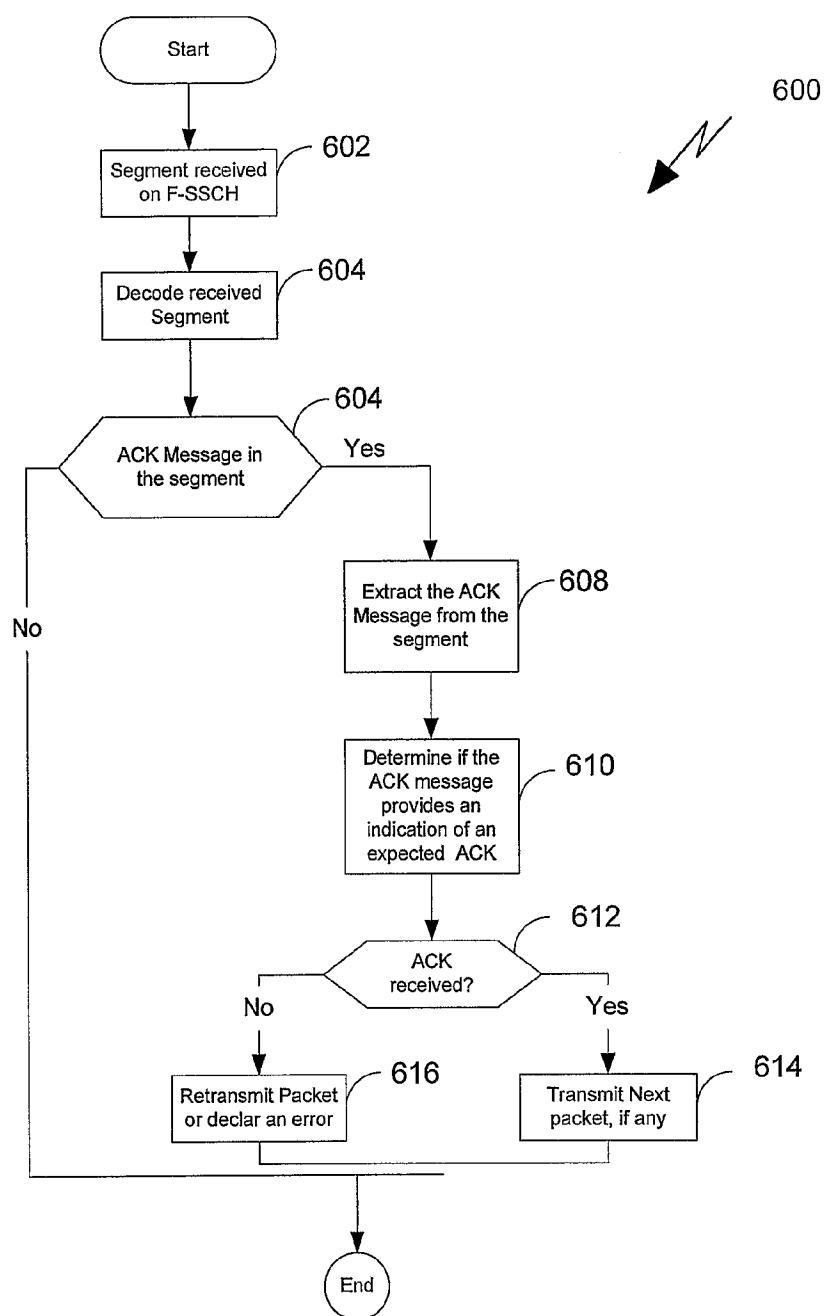 Start
600
602
Segment received
on F-SSCH
604
Decode received
Segment
604
ACK Message in
the segment
Yes
No
608
Extract the ACK
Message from the
segment
610
Determine if the
ACK message
provides an
indication of an
expected ACK
612
ACK
received?
No
Yes
616
Retransmit Packet
or declar an error
614
Transmit Next
packet, if any
End